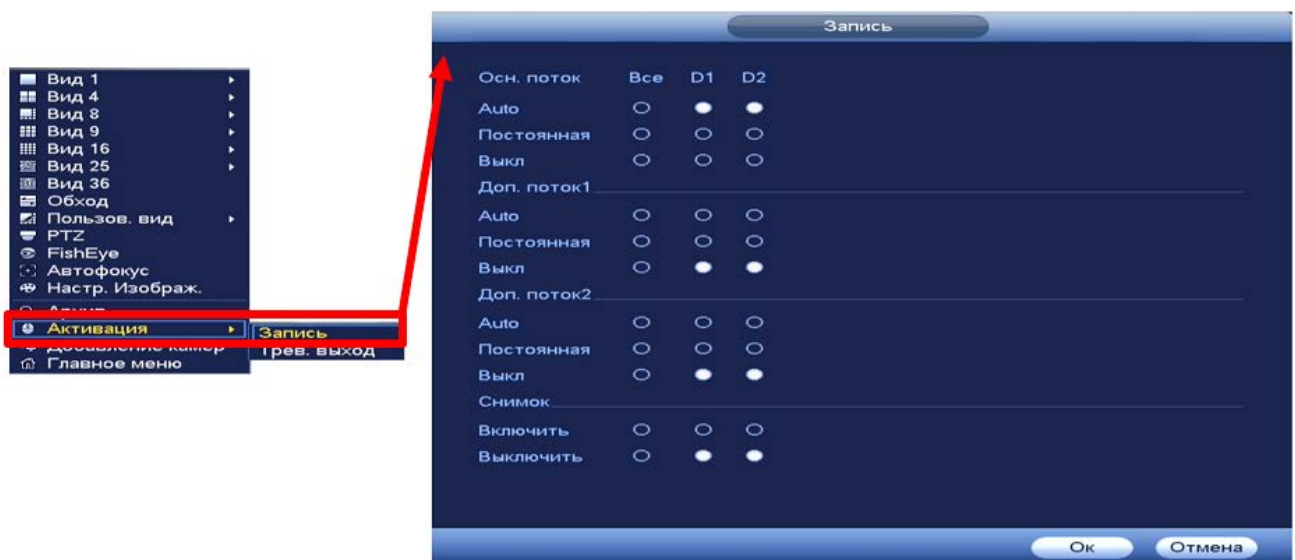 Вид 1
Вид 4
Вид 8
Вид 9
Вид 16
Вид 25
Вид 36
Обход
Пользов. вид
PTZ
FishEye
Автофокус
Настр. Изображ.
Активация
Запись
Добавление камер
Трев. выход
Главное меню
Запись
Осн. поток Все D1 D2
Auto
Постоянная
Выкл
Доп. поток1
Auto
Постоянная
Выкл
Доп. поток2
Auto
Постоянная
Выкл
Снимок
Включить
Выключить
Ок Отмена